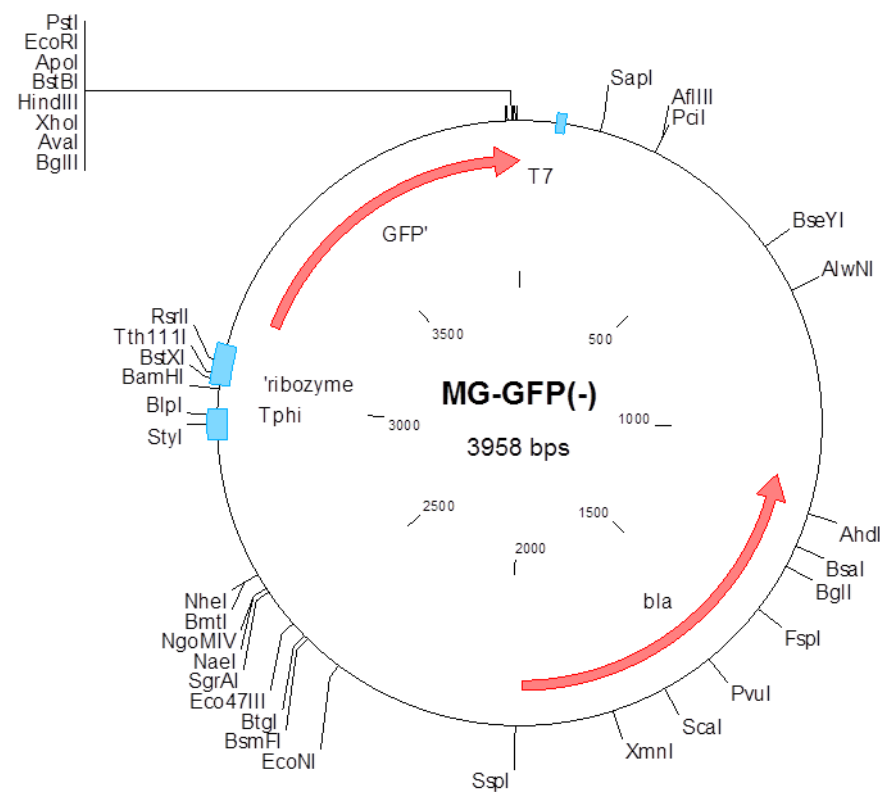 PstI
EcoRI
ApoI
BstBI
HindIII
XhoI
AvaI
BglII
SapI
AflIII
PciI
T7
GFP'
BseYI
AlwNI
RsrII
Tth111I
BstXI
BamHI
BlpI
StyI
'ribozyme
Tphi
3500
500
MG-GFP(-)
3958 bps
3000
1000
2500
1500
2000
AhdI
BsaI
BglI
FspI
PvuI
ScaI
XmnI
bla
NheI
BmtI
NgoMIV
NaeI
SgrAI
Eco47III
BtgI
BsmFI
EcoNI
SspI